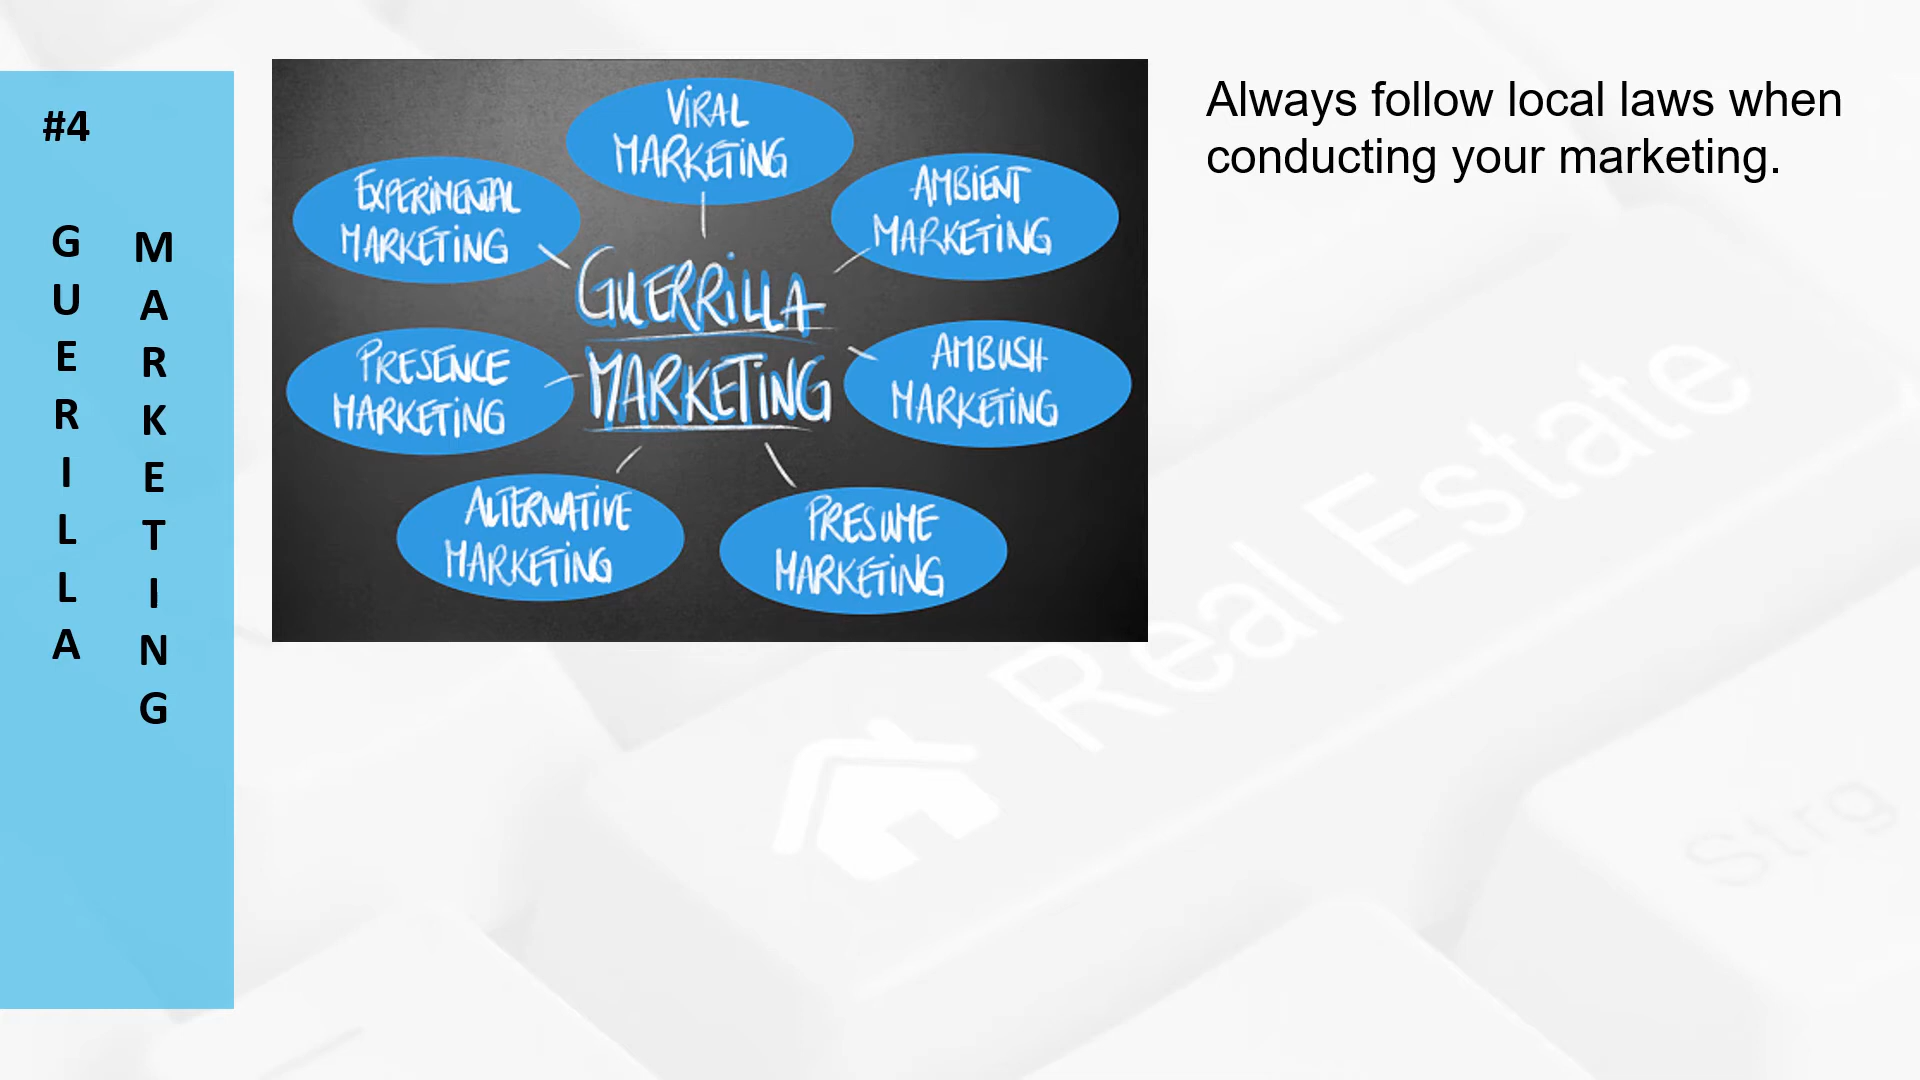 #4
GUERILLA
MARKETING
VIRAL
MARKETING
EXPERIMENTAL
MARKETING
AMBIENT
MARKETING
GUERRILLA
MARKETING
PRESENCE
MARKETING
AMBUSH
MARKETING
ALTERNATIVE
MARKETING
PRESUME
MARKETING
Always follow local laws when
conducting your marketing.
Real Estate
Strg